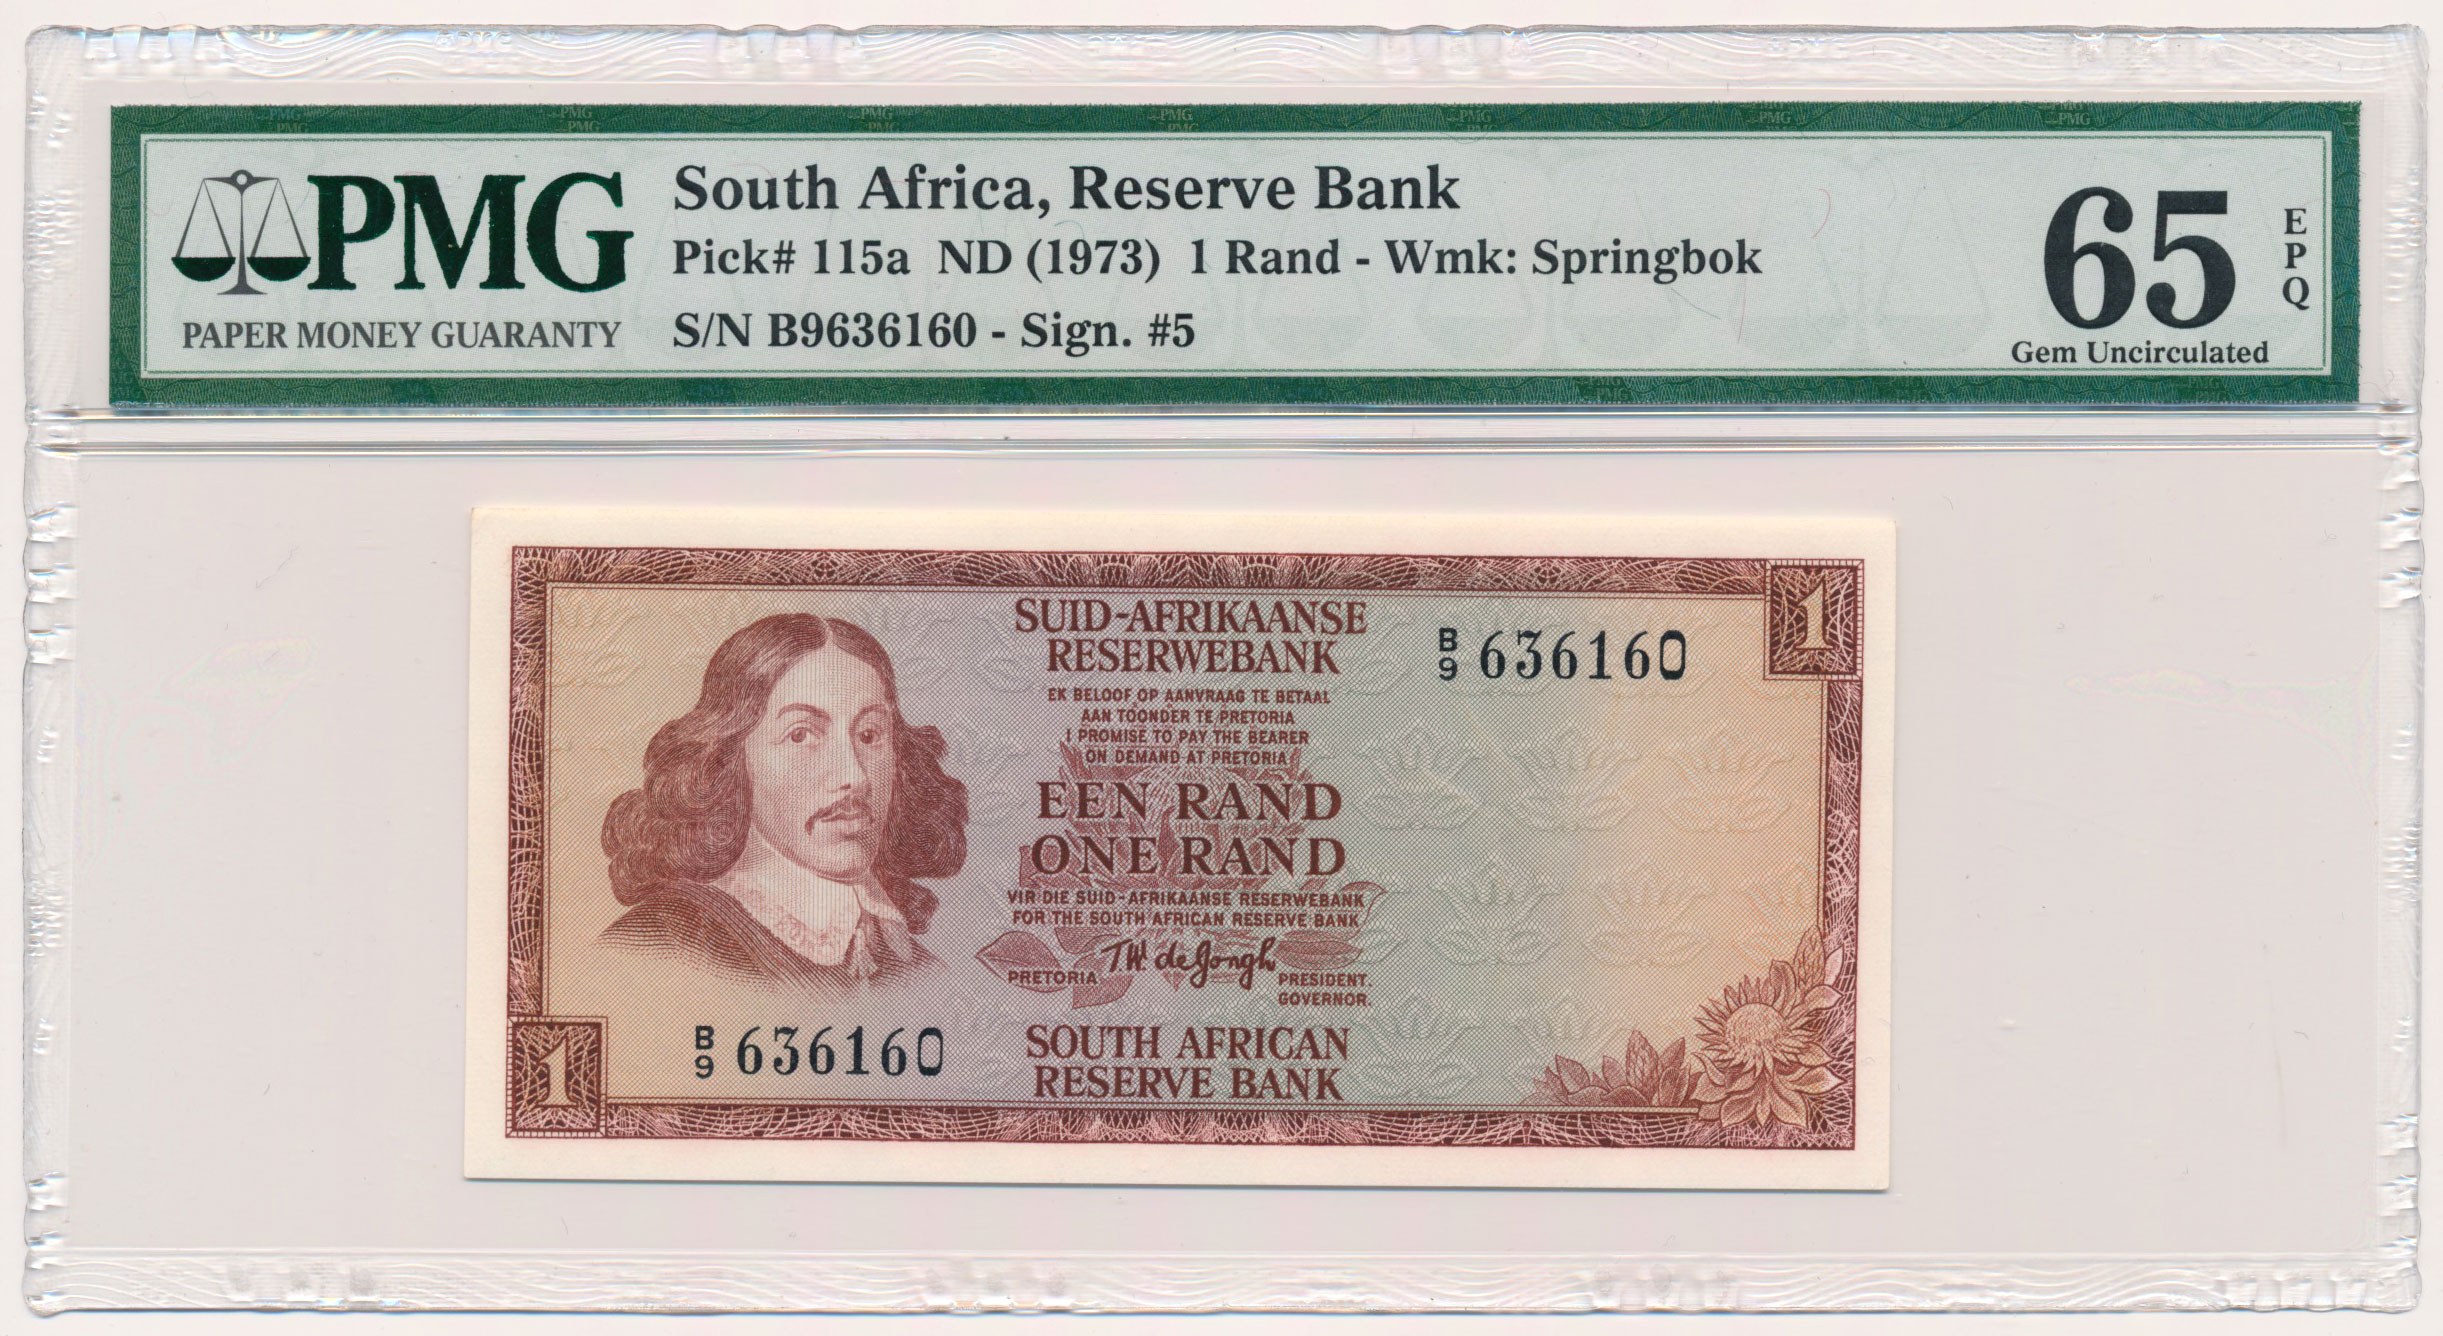 PMG
PAPER MONEY GUARANTY
South Africa, Reserve Bank
Pick# 115a ND (1973) 1 Rand - Wmk: Springbok
S/N B9636160 - Sign. #5
65
EPQ
Gem Uncirculated
SUID-AFRIKAANSE
RESERWEBANK
B/9 636160
1
EK BELOOF OP AANVRAAG TE BETAAL
AAN TOONDER TE PRETORIA
I PROMISE TO PAY THE BEARER
ON DEMAND AT PRETORIA
EEN RAND
ONE RAND
VIR DIE SUID-AFRIKAANSE RESERWEBANK
FOR THE SOUTH AFRICAN RESERVE BANK
T.W. de Jongh
PRETORIA PRESIDENT.
GOVERNOR.
1
B/9 636160
SOUTH AFRICAN
RESERVE BANK